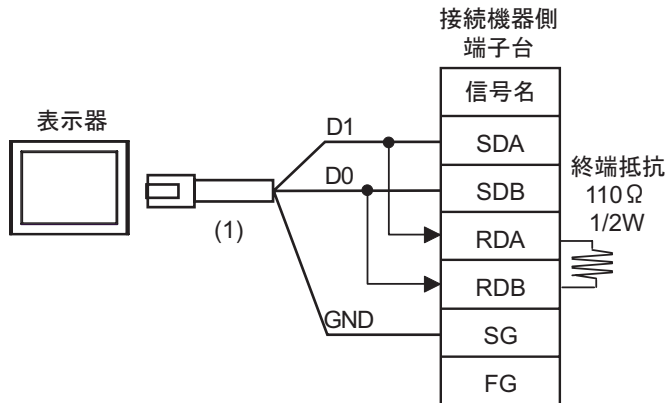 接続機器側
端子台
信号名
表示器
D1
SDA
D0
SDB
終端抵抗
110Ω
1/2W
(1)
RDA
RDB
GND
SG
FG